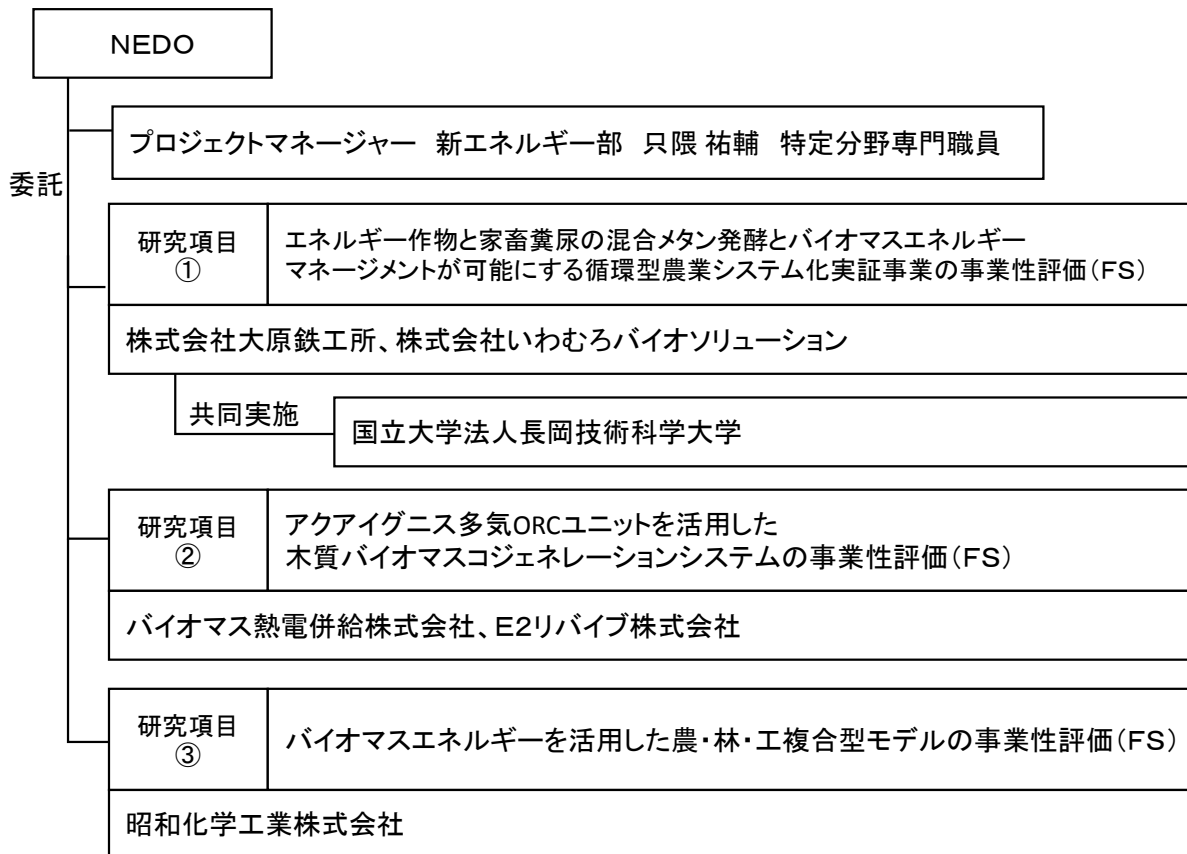 NEDO
プロジェクトマネージャー 新エネルギー部 只隈 祐輔 特定分野専門職員
委託
研究項目
①
エネルギー作物と家畜糞尿の混合メタン発酵とバイオマスエネルギー
マネージメントが可能にする循環型農業システム化実証事業の事業性評価(FS)
株式会社大原鉄工所、株式会社いわむろバイオソリューション
共同実施
国立大学法人長岡技術科学大学
研究項目
②
アクアイグニス多気ORCユニットを活用した
木質バイオマスコジェネレーションシステムの事業性評価(FS)
バイオマス熱電併給株式会社、E2リバイブ株式会社
研究項目
③
バイオマスエネルギーを活用した農・林・工複合型モデルの事業性評価(FS)
昭和化学工業株式会社